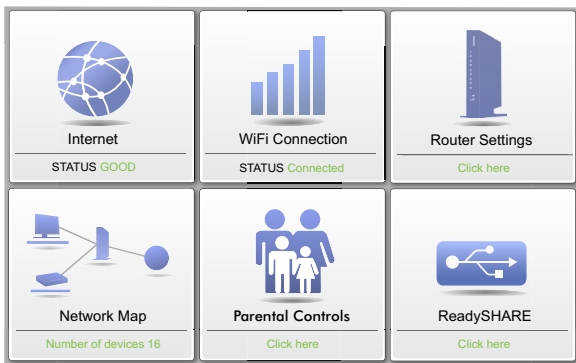 Internet
STATUS GOOD
WiFi Connection
STATUS Connected
Router Settings
Click here
Network Map
Number of devices 16
Parental Controls
Click here
ReadySHARE
Click here